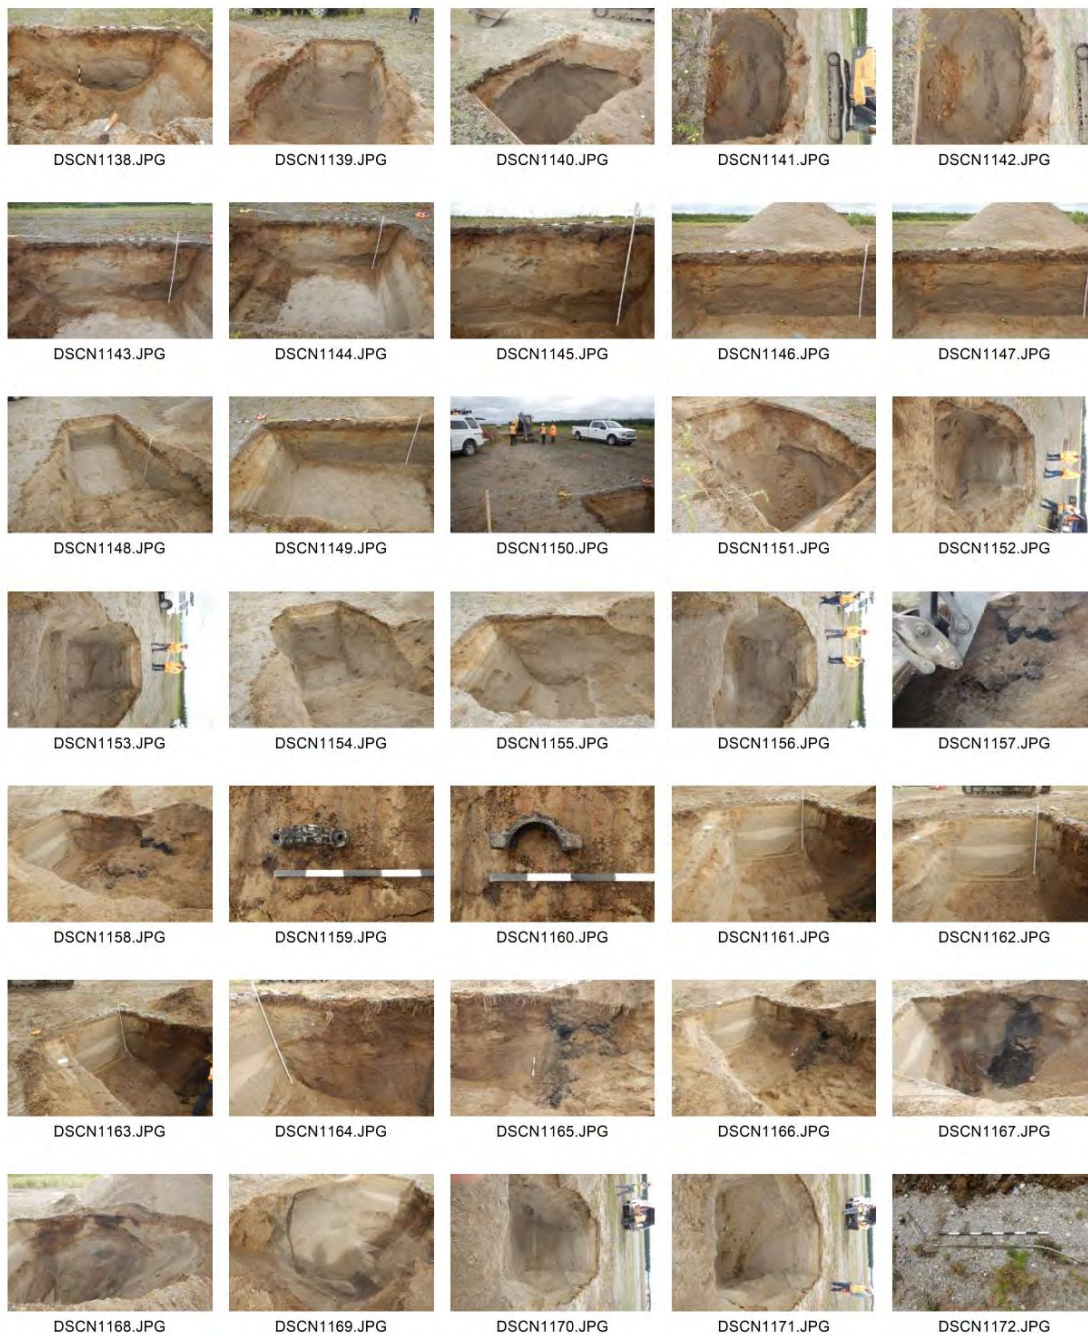 DSCN1138.JPG DSCN1139.JPG DSCN1140.JPG DSCN1141.JPG DSCN1142.JPG
DSCN1143.JPG DSCN1144.JPG DSCN1145.JPG DSCN1146.JPG DSCN1147.JPG
DSCN1148.JPG DSCN1149.JPG DSCN1150.JPG DSCN1151.JPG DSCN1152.JPG
DSCN1153.JPG DSCN1154.JPG DSCN1155.JPG DSCN1156.JPG DSCN1157.JPG
DSCN1158.JPG DSCN1159.JPG DSCN1160.JPG DSCN1161.JPG DSCN1162.JPG
DSCN1163.JPG DSCN1164.JPG DSCN1165.JPG DSCN1166.JPG DSCN1167.JPG
DSCN1168.JPG DSCN1169.JPG DSCN1170.JPG DSCN1171.JPG DSCN1172.JPG